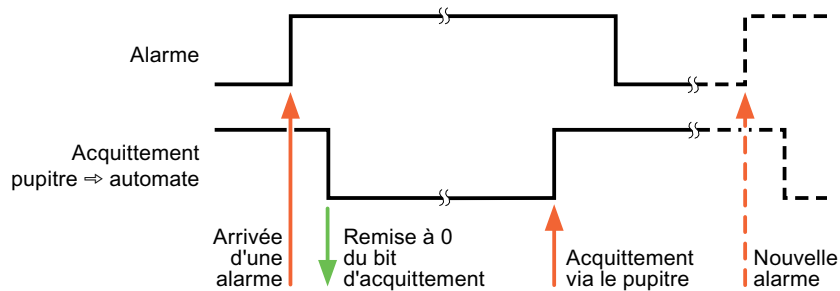 Alarme
Acquittement
pupitre ⇨ automate
Arrivée
d'une
alarme
Remise à 0
du bit
d'acquittement
Acquittement
via le pupitre
Nouvelle
alarme